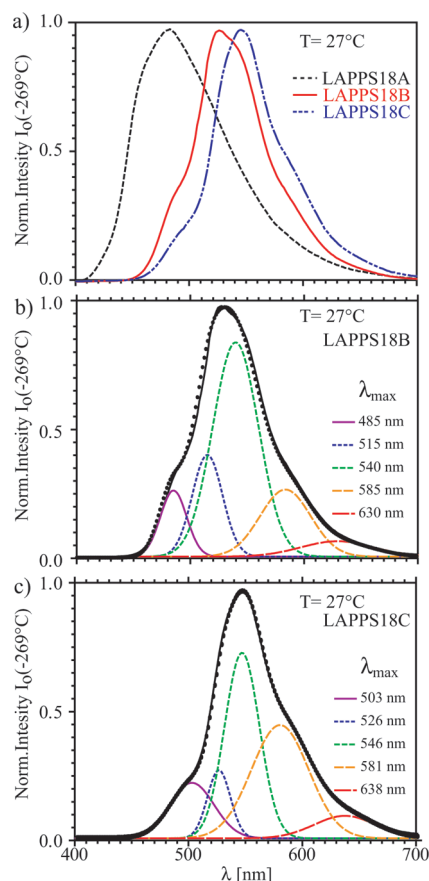 a)
1.0
T= 27°C
LAPPS18A
LAPPS18B
LAPPS18C
Norm.Intesity I₀(-269°C)
0.5
0.0
b)
1.0
T= 27°C
LAPPS18B
λmax
485 nm
515 nm
540 nm
585 nm
630 nm
Norm.Intesity I₀(-269°C)
0.5
0.0
c)
1.0
T= 27°C
LAPPS18C
λmax
503 nm
526 nm
546 nm
581 nm
638 nm
Norm.Intesity I₀(-269°C)
0.5
0.0
400 500 600 700
λ [nm]